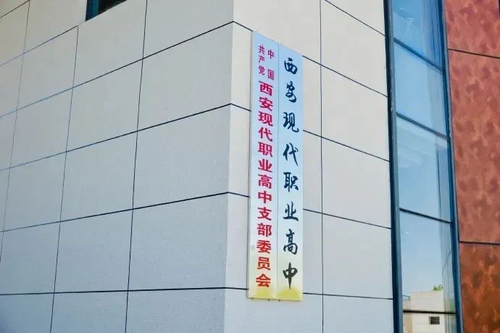 西安现代职业高中
中国
共产党
西安现代职业高中支部委员会